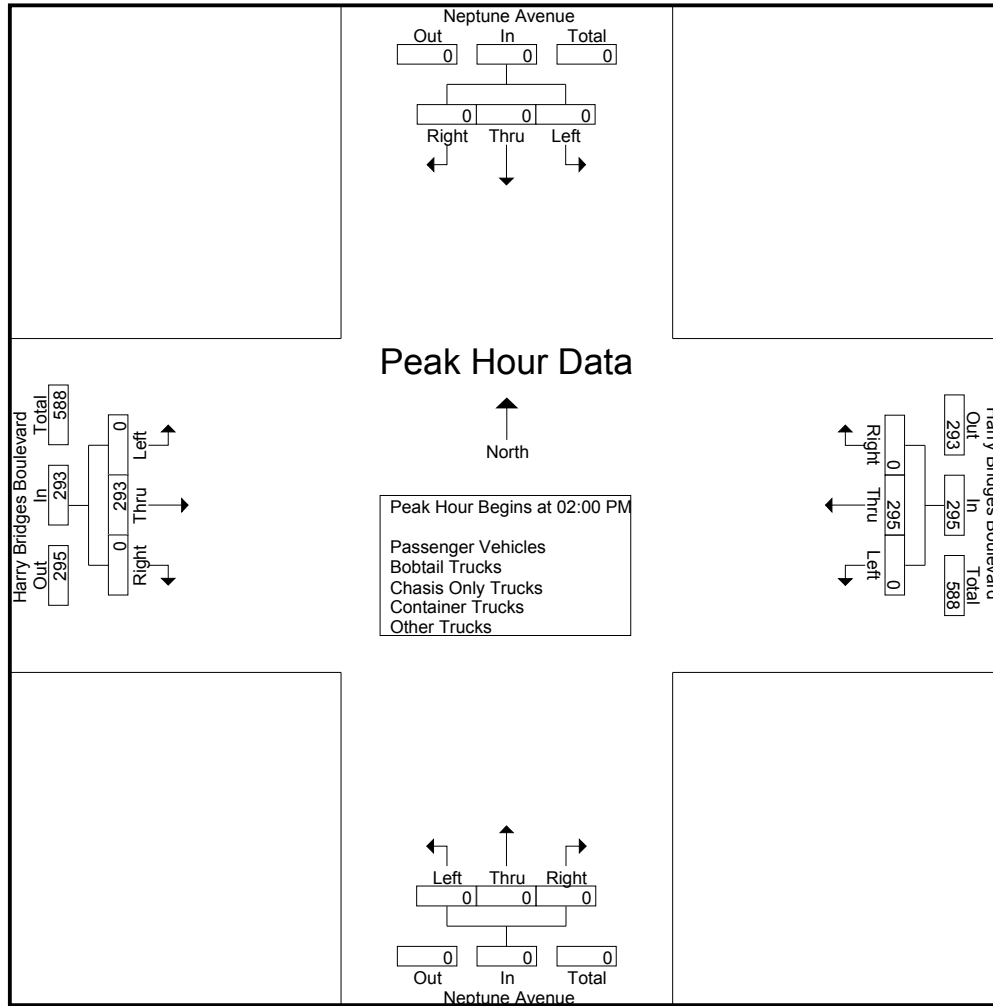 Neptune Avenue
Out In Total
0 0 0
0 0 0
Right Thru Left
Peak Hour Data
North
Peak Hour Begins at 02:00 PM
Passenger Vehicles
Bobtail Trucks
Chasis Only Trucks
Container Trucks
Other Trucks
Harry Bridges Boulevard
Out In Total
295 293 588
0 293 0
Right Thru Left
Harry Bridges Boulevard
Out In Total
293 295 588
0 295 0
Right Thru Left
Left Thru Right
0 0 0
0 0 0
Out In Total
Neptune Avenue